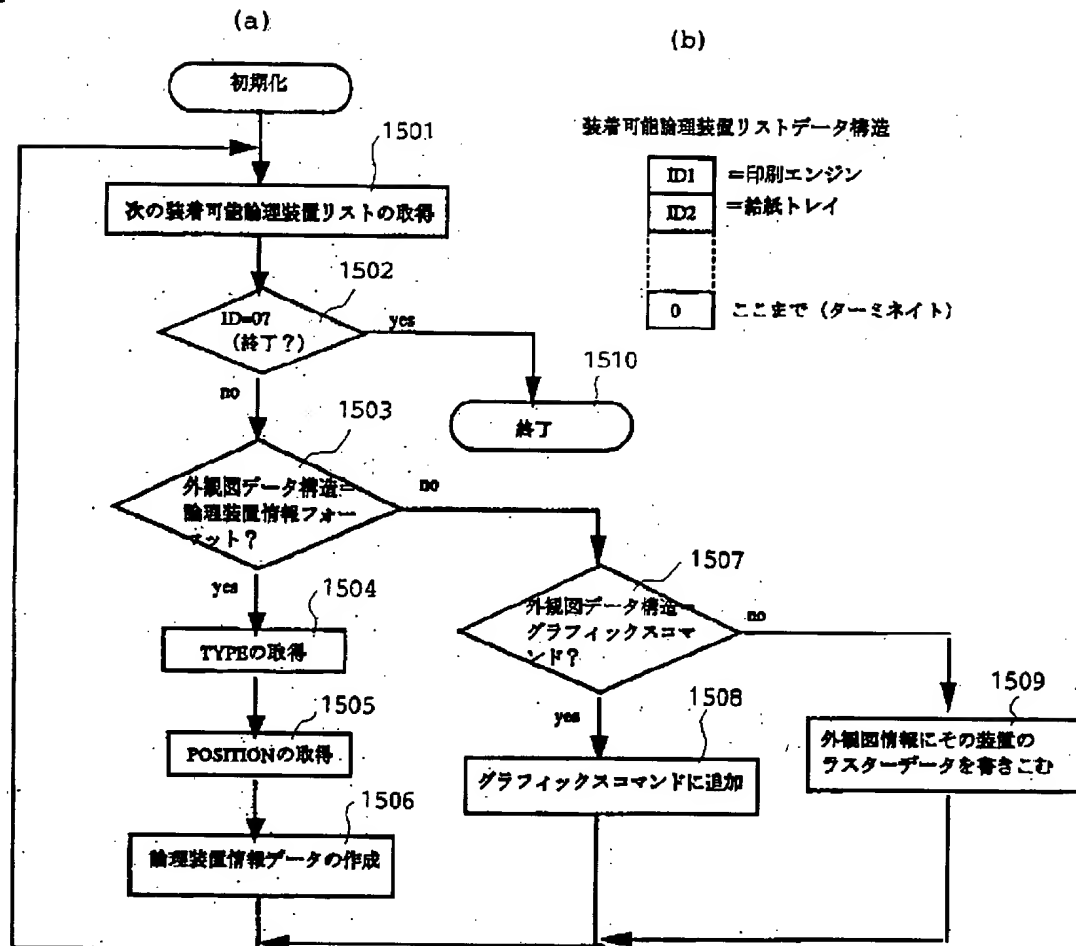 (a)
初期化
1501
次の装着可能論理装置リストの取得
1502
ID=0?
(終了?)
yes
no
1510
終了
1503
外観図データ構造=
論理装置情報フォー
マット?
no
yes
1504
TYPEの取得
1505
POSITIONの取得
1506
論理装置情報データの作成
1507
外観図データ構造=
グラフィックスコマ
ンド?
no
yes
1508
グラフィックスコマンドに追加
1509
外観図情報にその装置の
ラスターデータを書きこむ
(b)
装着可能論理装置リストデータ構造
ID1 =印刷エンジン
ID2 =給紙トレイ
0 ここまで(ターミネイト)